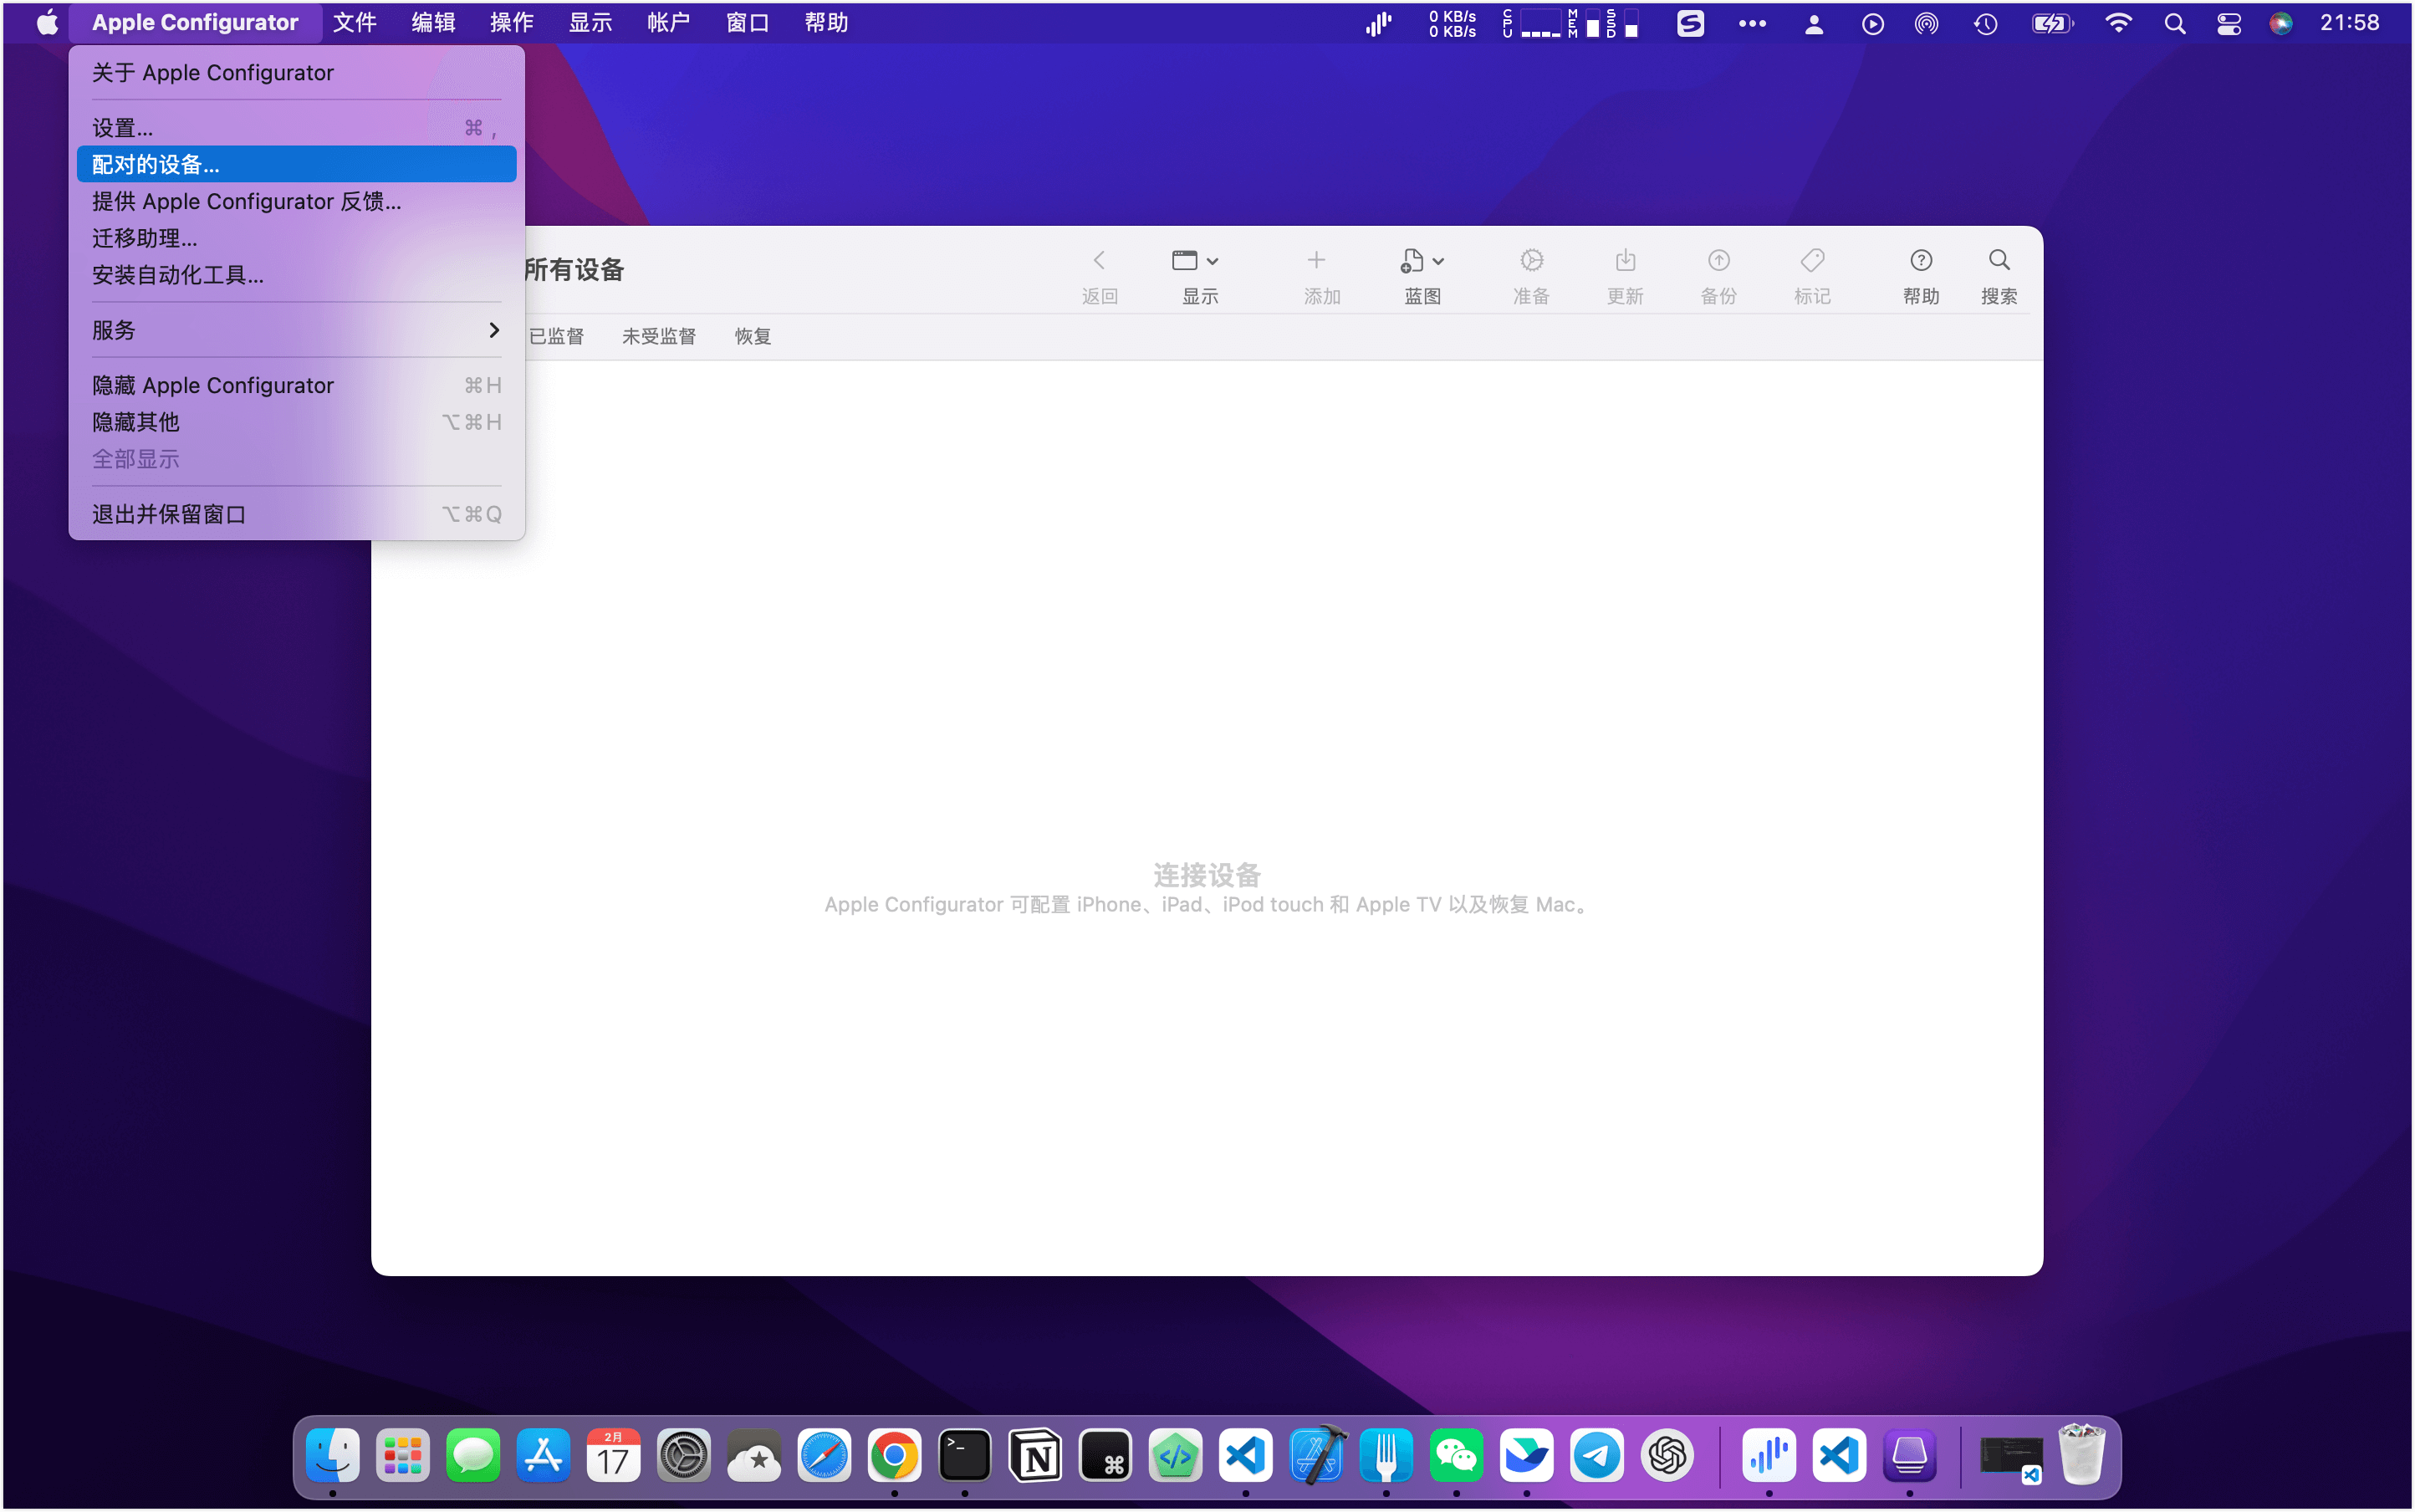 Apple Configurator 文件 编辑 操作 显示 帐户 窗口 帮助 0 KB/s CPU MEM SSD 21:58
0 KB/s
关于 Apple Configurator
设置... ⌘ ,
配对的设备...
提供 Apple Configurator 反馈...
迁移助理...
安装自动化工具...
服务
隐藏 Apple Configurator ⌘H
隐藏其他 ⌥⌘H
全部显示
退出并保留窗口 ⌥⌘Q
所有设备
返回 显示 添加 蓝图 准备 更新 备份 标记 帮助 搜索
已监督 未受监督 恢复
连接设备
Apple Configurator 可配置 iPhone、iPad、iPod touch 和 Apple TV 以及恢复 Mac。
2月
17